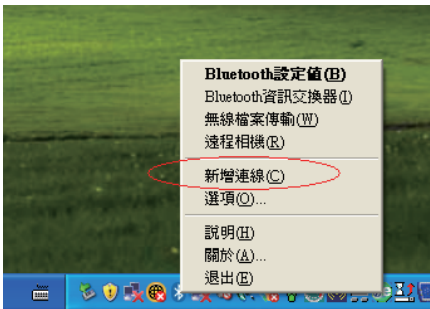 Bluetooth設定值(B)
Bluetooth資訊交換器(I)
無線檔案傳輸(W)
遠程相機(R)
新增連線(C)
選項(O)...
說明(H)
關於(A)...
退出(E)